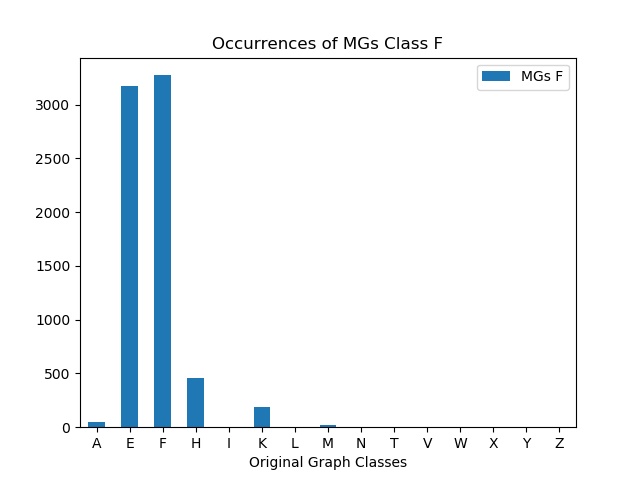 Occurrences of MGs Class F
MGs F
3000
2500
2000
1500
1000
500
0
A E F H I K L M N T V W X Y Z
Original Graph Classes